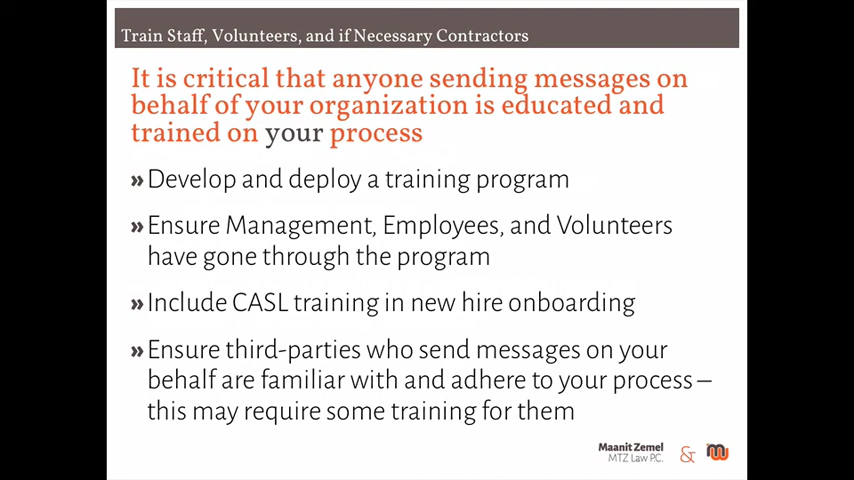 Train Staff, Volunteers, and if Necessary Contractors
It is critical that anyone sending messages on
behalf of your organization is educated and
trained on your process
» Develop and deploy a training program
» Ensure Management, Employees, and Volunteers
have gone through the program
» Include CASL training in new hire onboarding
» Ensure third-parties who send messages on your
behalf are familiar with and adhere to your process –
this may require some training for them
Maanit Zemel
MTZ Law P.C.
&